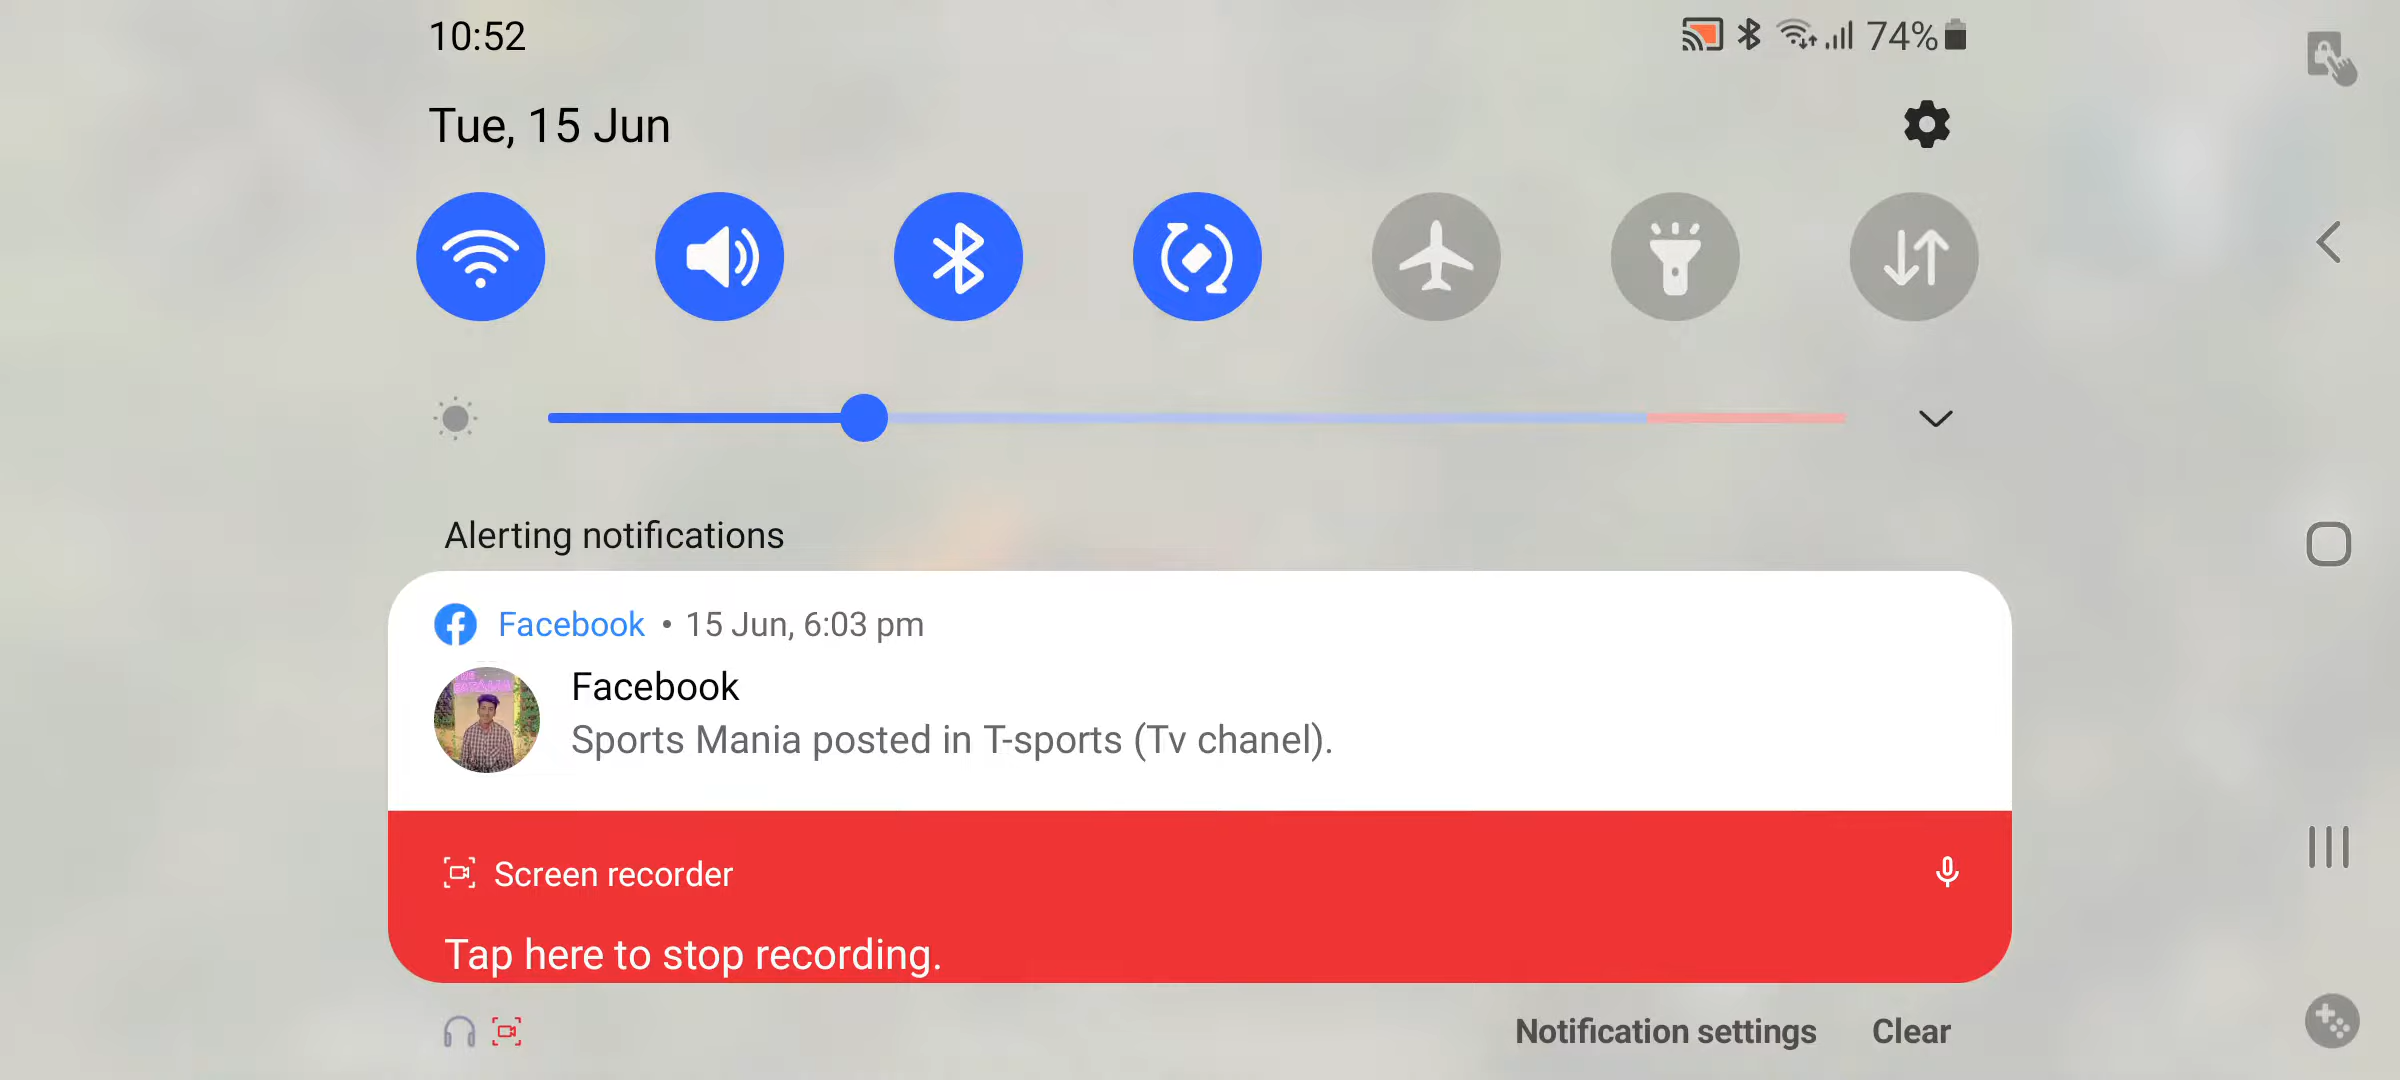 10:52
74%
Tue, 15 Jun
Alerting notifications
Facebook • 15 Jun, 6:03 pm
Facebook
Sports Mania posted in T-sports (Tv chanel).
Screen recorder
Tap here to stop recording.
Notification settings
Clear